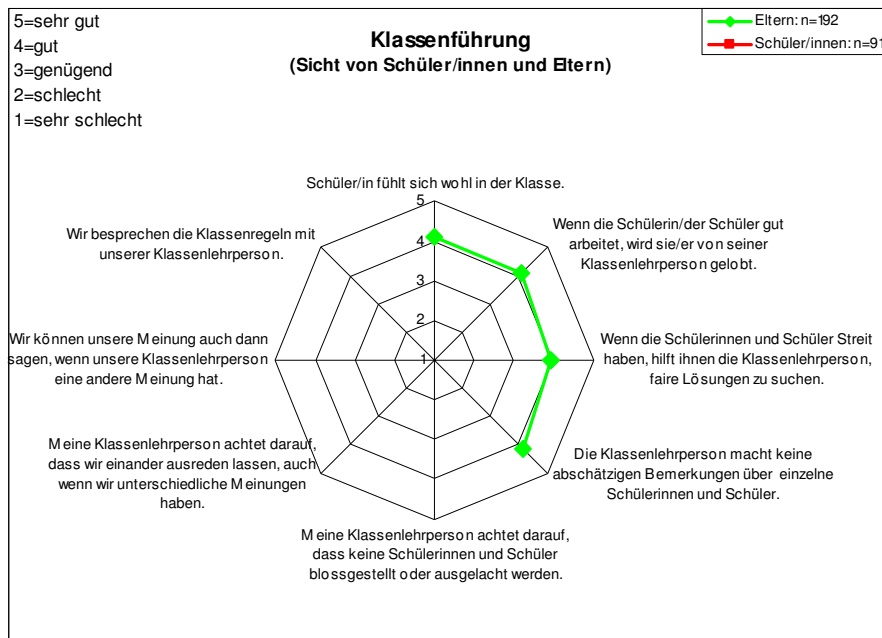 5=sehr gut
4=gut
3=genügend
2=schlecht
1=sehr schlecht
Klassenführung
(Sicht von Schüler/innen und Eltern)
Eltern: n=192
Schüler/innen: n=91
Schüler/in fühlt sich wohl in der Klasse.
Wenn die Schülerin/der Schüler gut
arbeitet, wird sie/er von seiner
Klassenlehrperson gelobt.
Wenn die Schülerinnen und Schüler Streit
haben, hilft ihnen die Klassenlehrperson,
faire Lösungen zu suchen.
Die Klassenlehrperson macht keine
abschätzigen Bemerkungen über einzelne
Schülerinnen und Schüler.
Meine Klassenlehrperson achtet darauf,
dass keine Schülerinnen und Schüler
blossgestellt oder ausgelacht werden.
Meine Klassenlehrperson achtet darauf,
dass wir einander ausreden lassen, auch
wenn wir unterschiedliche Meinungen
haben.
Wir können unsere Meinung auch dann
sagen, wenn unsere Klassenlehrperson
eine andere Meinung hat.
Wir besprechen die Klassenregeln mit
unserer Klassenlehrperson.
5
4
3
2
1